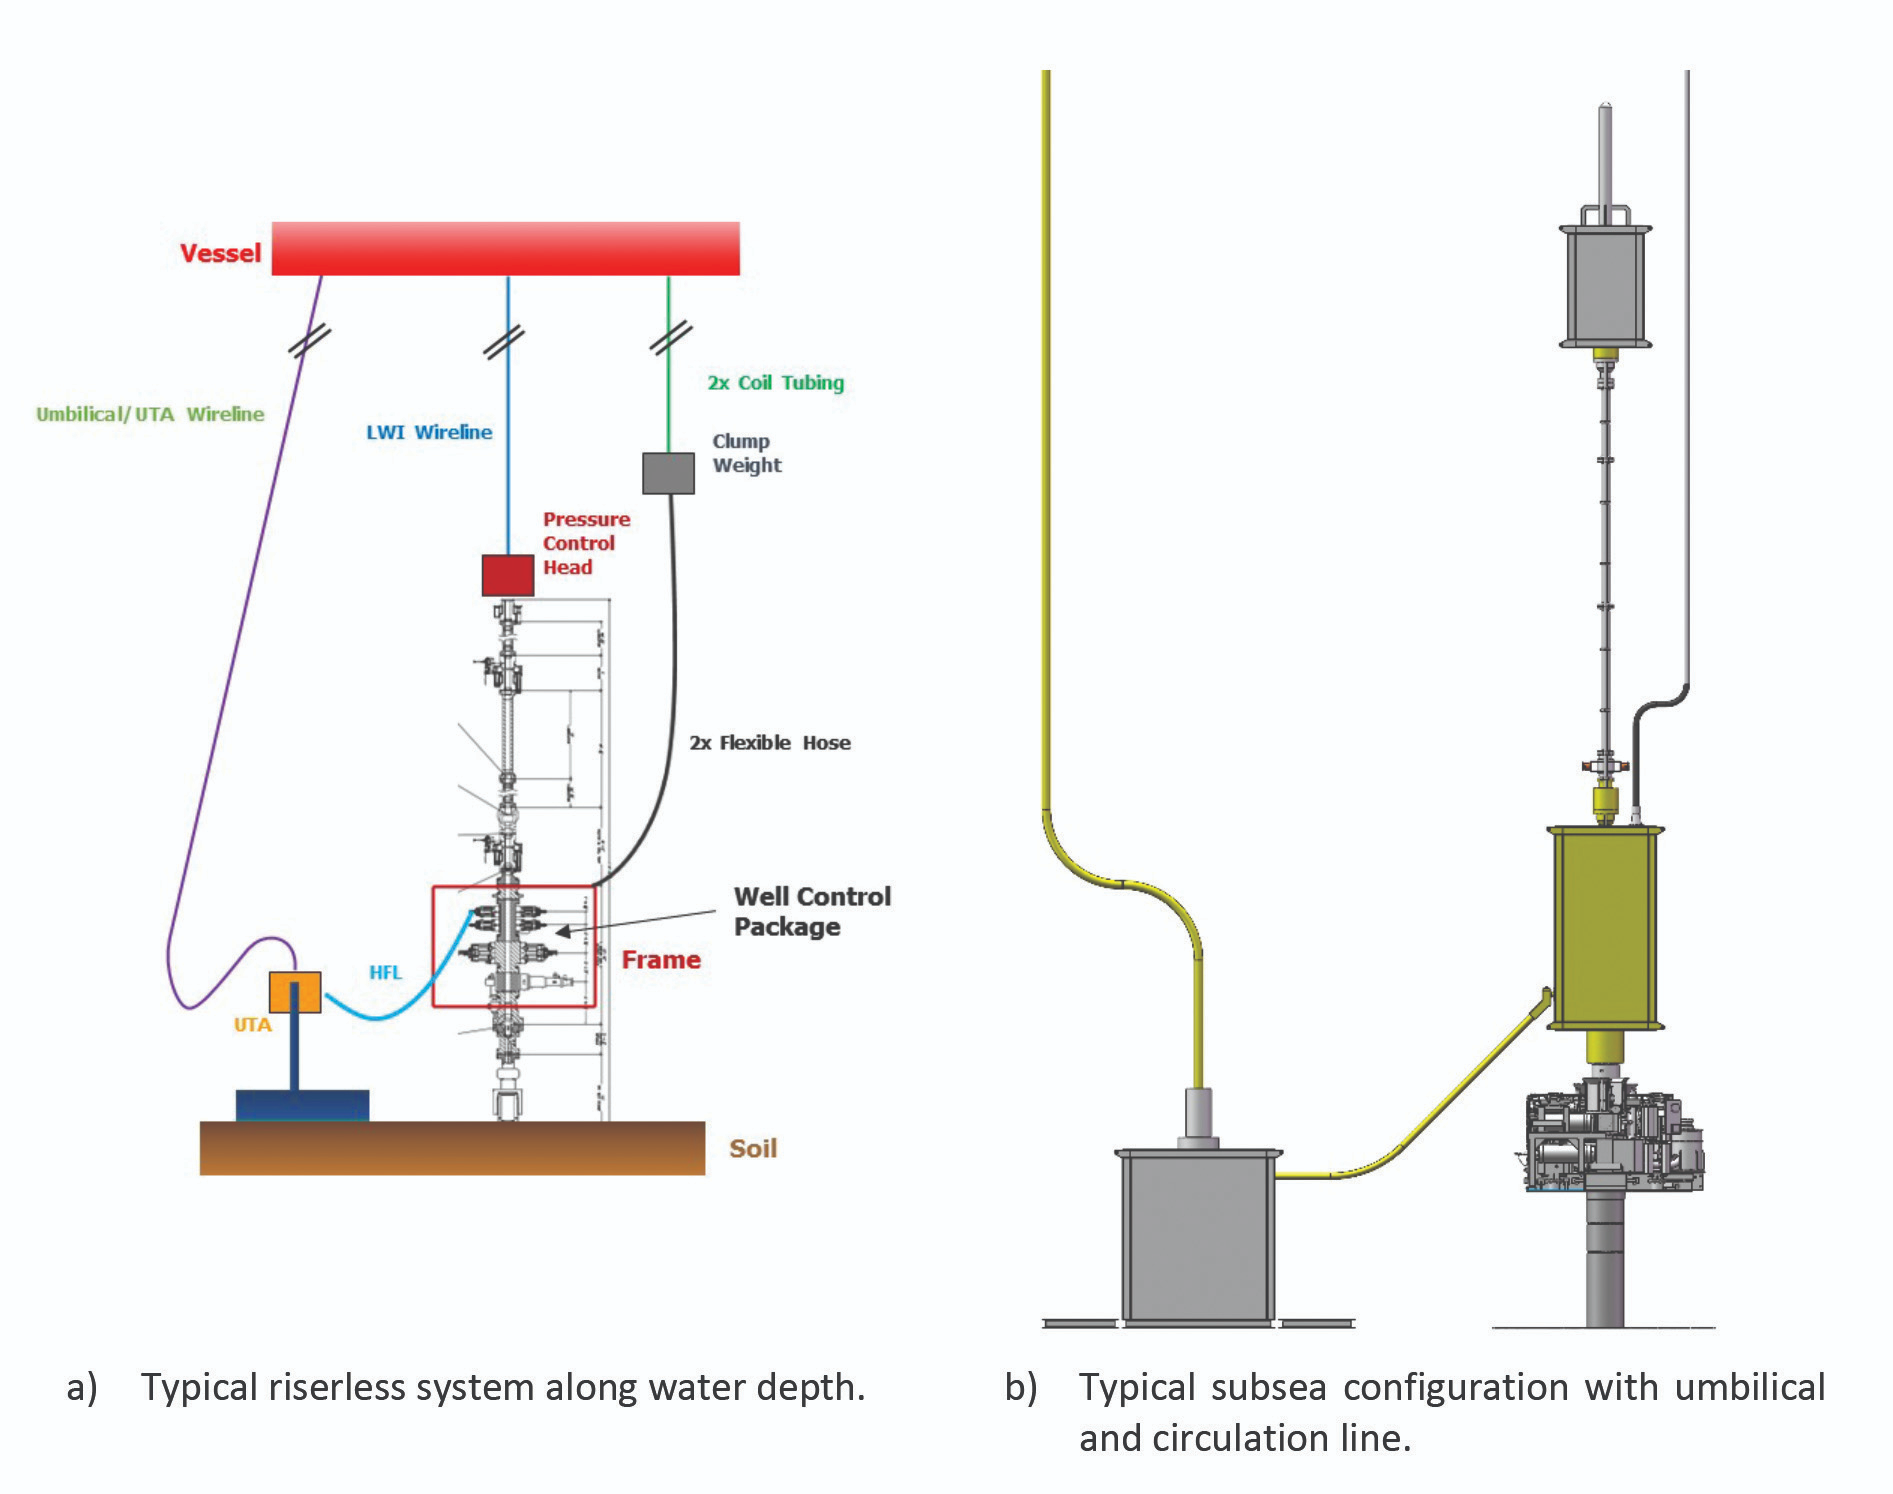 Vessel
2x Coil Tubing
Umbilical/UTA Wireline
LWI Wireline
Clump
Weight
Pressure
Control
Head
2x Flexible Hose
Well Control
Package
Frame
HFL
UTA
Soil
a) Typical riserless system along water depth.
b) Typical subsea configuration with umbilical
and circulation line.